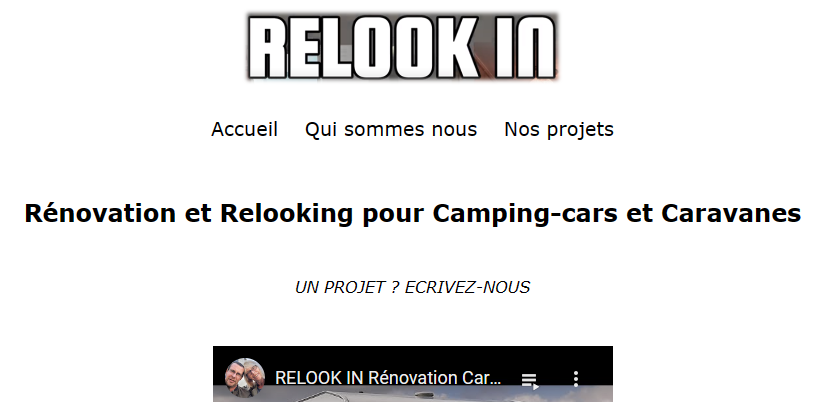 RELOOK IN
Accueil Qui sommes nous Nos projets
Rénovation et Relooking pour Camping-cars et Caravanes
UN PROJET ? ECRIVEZ-NOUS
RELOOK IN Rénovation Car...